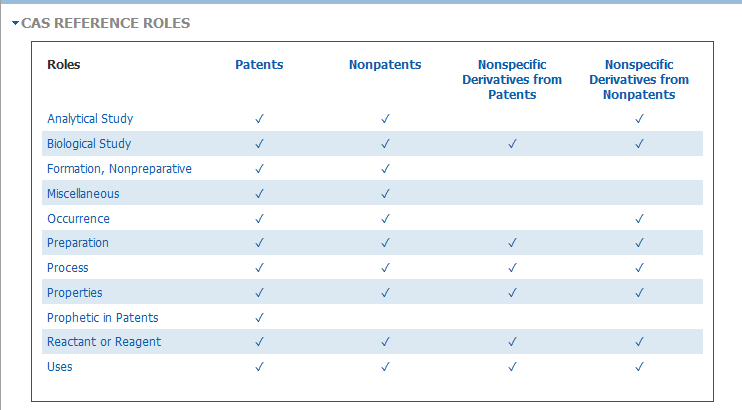 CAS REFERENCE ROLES
Roles Patents Nonpatents Nonspecific Derivatives from Patents Nonspecific Derivatives from Nonpatents
Analytical Study ✓ ✓ ✓
Biological Study ✓ ✓ ✓ ✓
Formation, Nonpreparative ✓ ✓
Miscellaneous ✓ ✓
Occurrence ✓ ✓ ✓
Preparation ✓ ✓ ✓ ✓
Process ✓ ✓ ✓ ✓
Properties ✓ ✓ ✓ ✓
Prophetic in Patents ✓
Reactant or Reagent ✓ ✓ ✓ ✓
Uses ✓ ✓ ✓ ✓